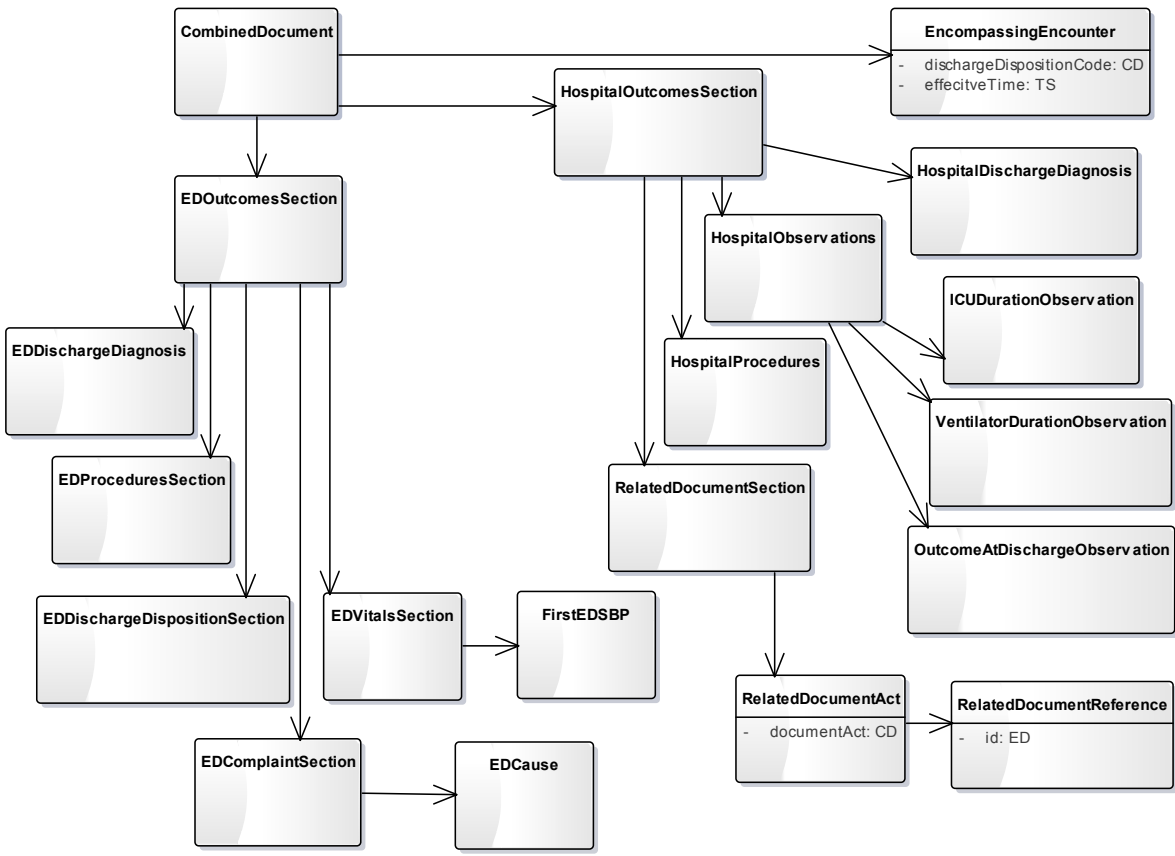 CombinedDocument
EncompassingEncounter
- dischargeDispositionCode: CD
- effecitveTime: TS
HospitalOutcomesSection
HospitalDischargeDiagnosis
EDOutcomesSection
HospitalObservations
ICUDurationObservation
EDDischargeDiagnosis
HospitalProcedures
VentilatorDurationObservation
EDProceduresSection
RelatedDocumentSection
OutcomeAtDischargeObservation
EDDischargeDispositionSection
EDVitalsSection
FirstEDSBP
RelatedDocumentAct
- documentAct: CD
RelatedDocumentReference
- id: ED
EDComplaintSection
EDCause